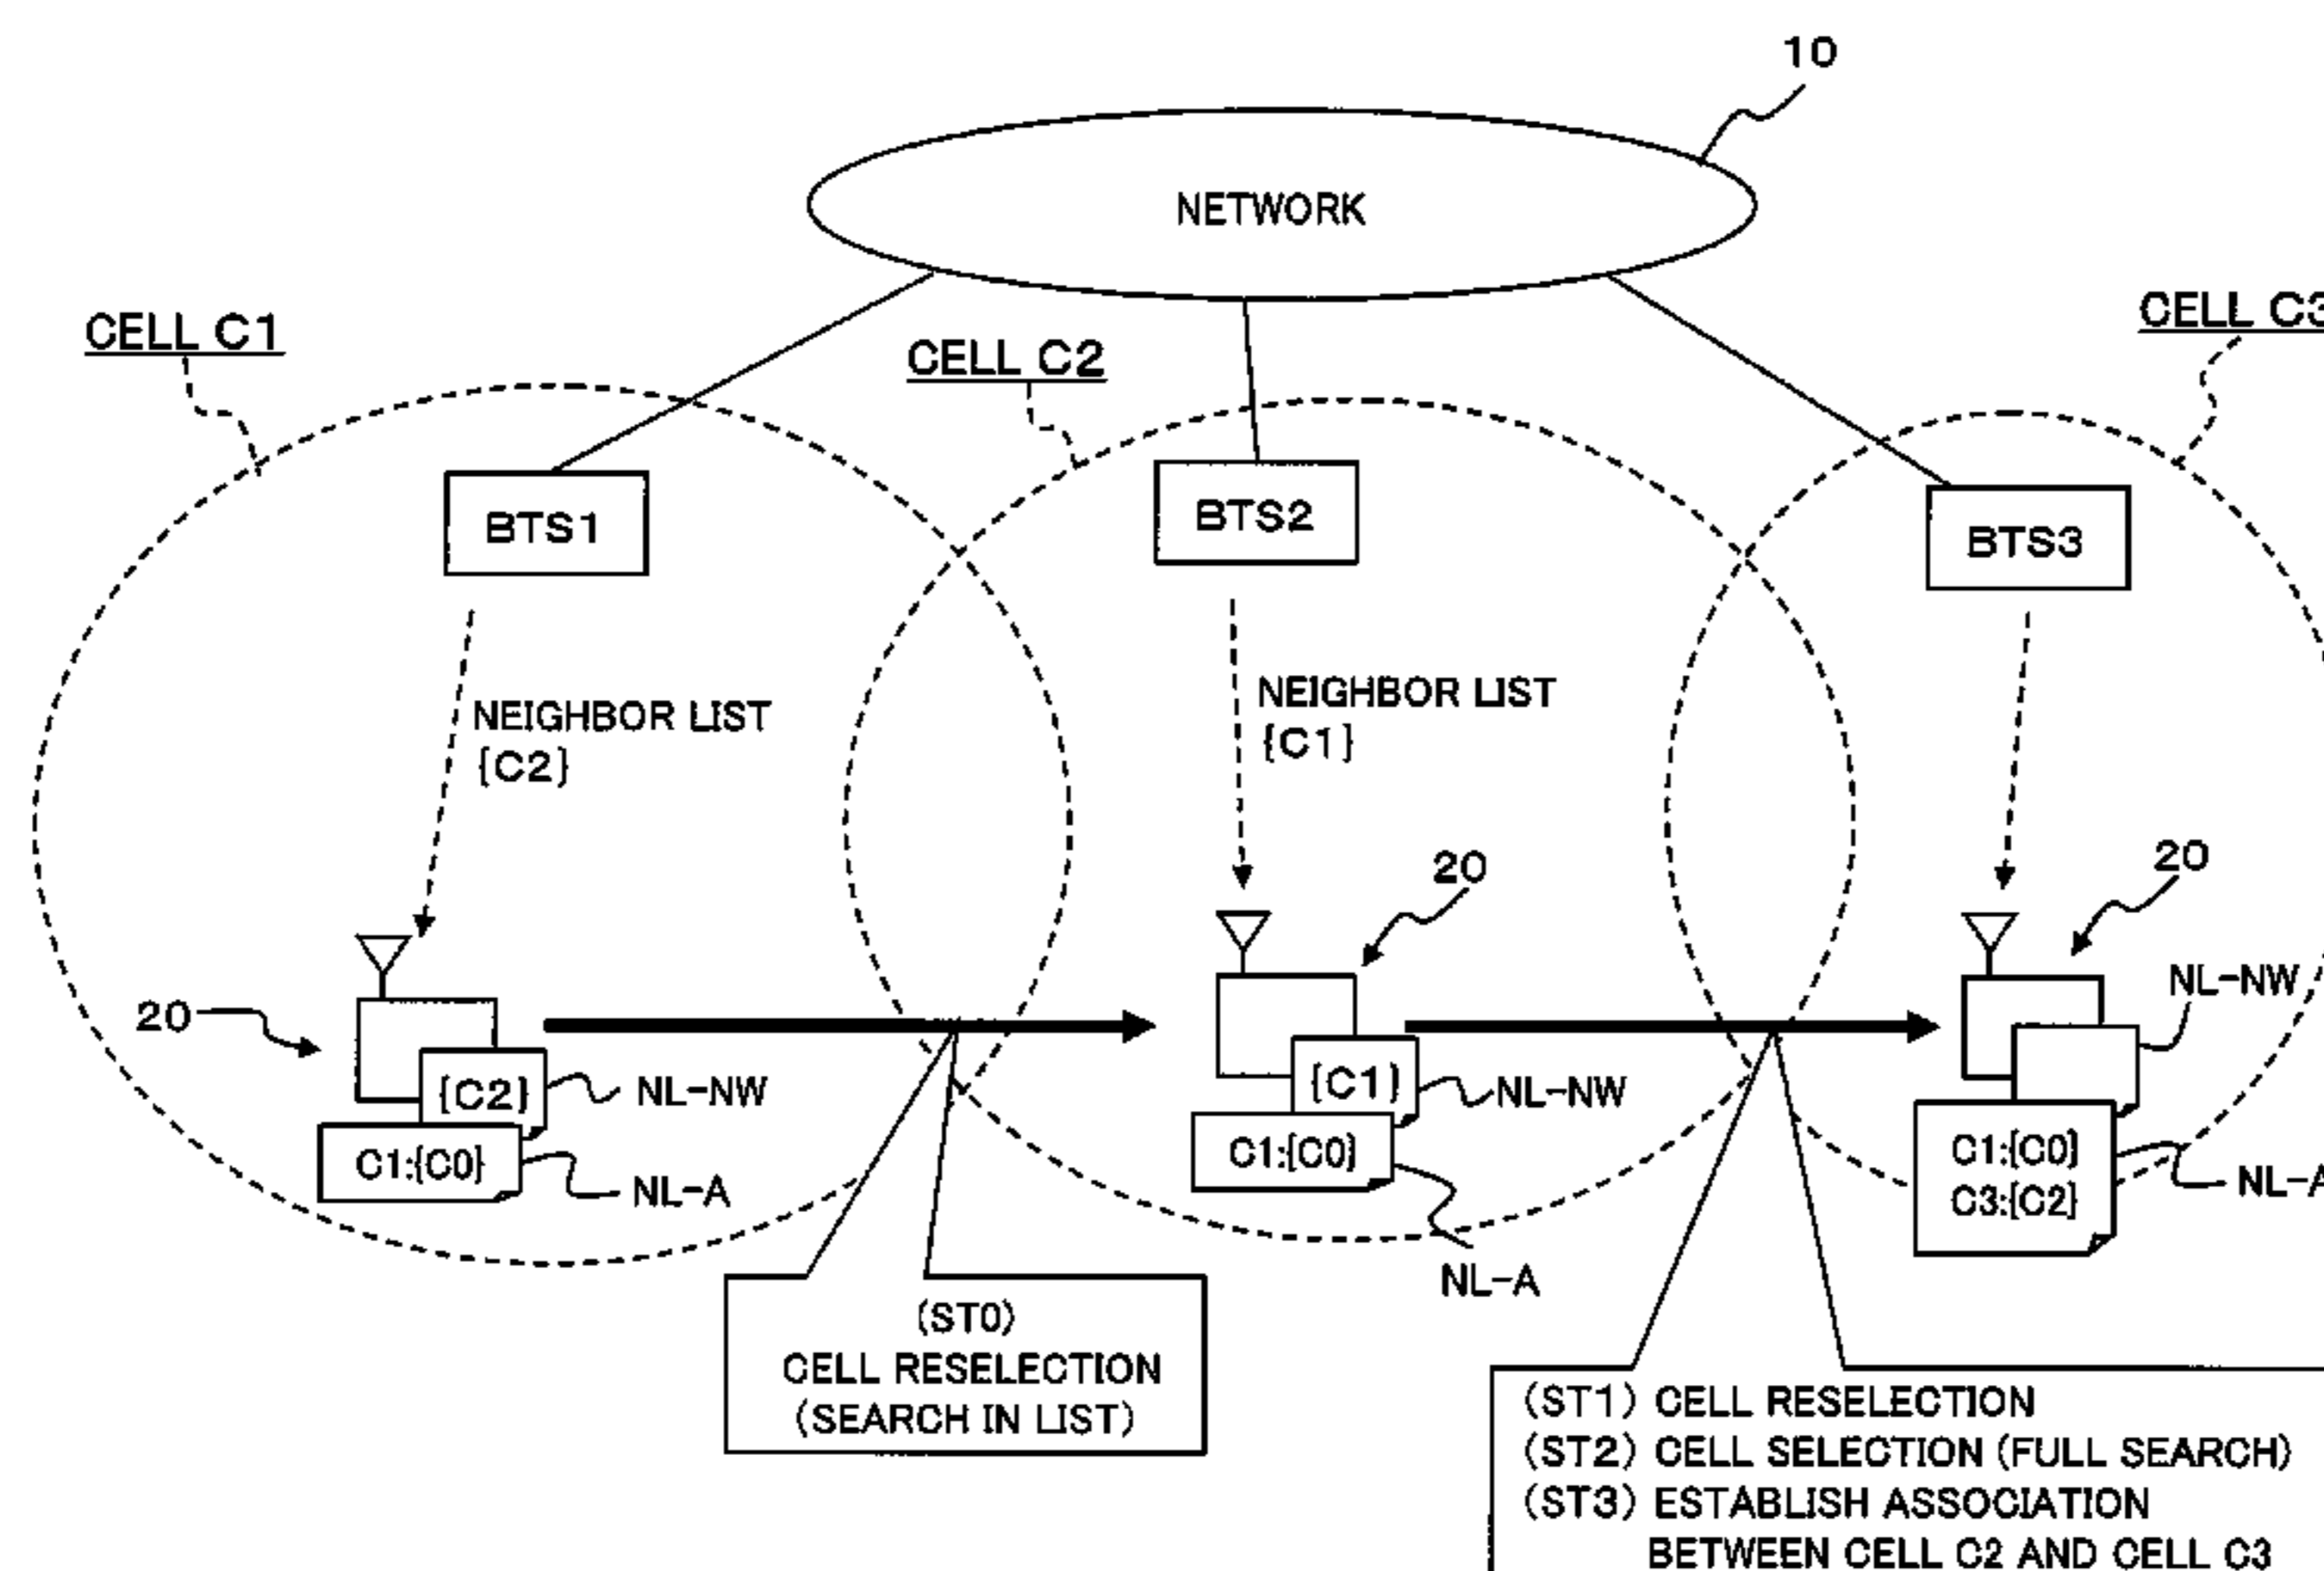 10
NETWORK
CELL C1
CELL C2
CELL C3
BTS1
BTS2
BTS3
NEIGHBOR LIST
{C2}
NEIGHBOR LIST
{C1}
20
20
20
NL-NW
{C2}
NL-NW
C1:{C0}
NL-A
{C1}
NL-NW
C1:{C0}
NL-A
C1:{C0}
C3:{C2}
NL-A
(ST0)
CELL RESELECTION
(SEARCH IN LIST)
(ST1) CELL RESELECTION
(ST2) CELL SELECTION (FULL SEARCH)
(ST3) ESTABLISH ASSOCIATION
BETWEEN CELL C2 AND CELL C3